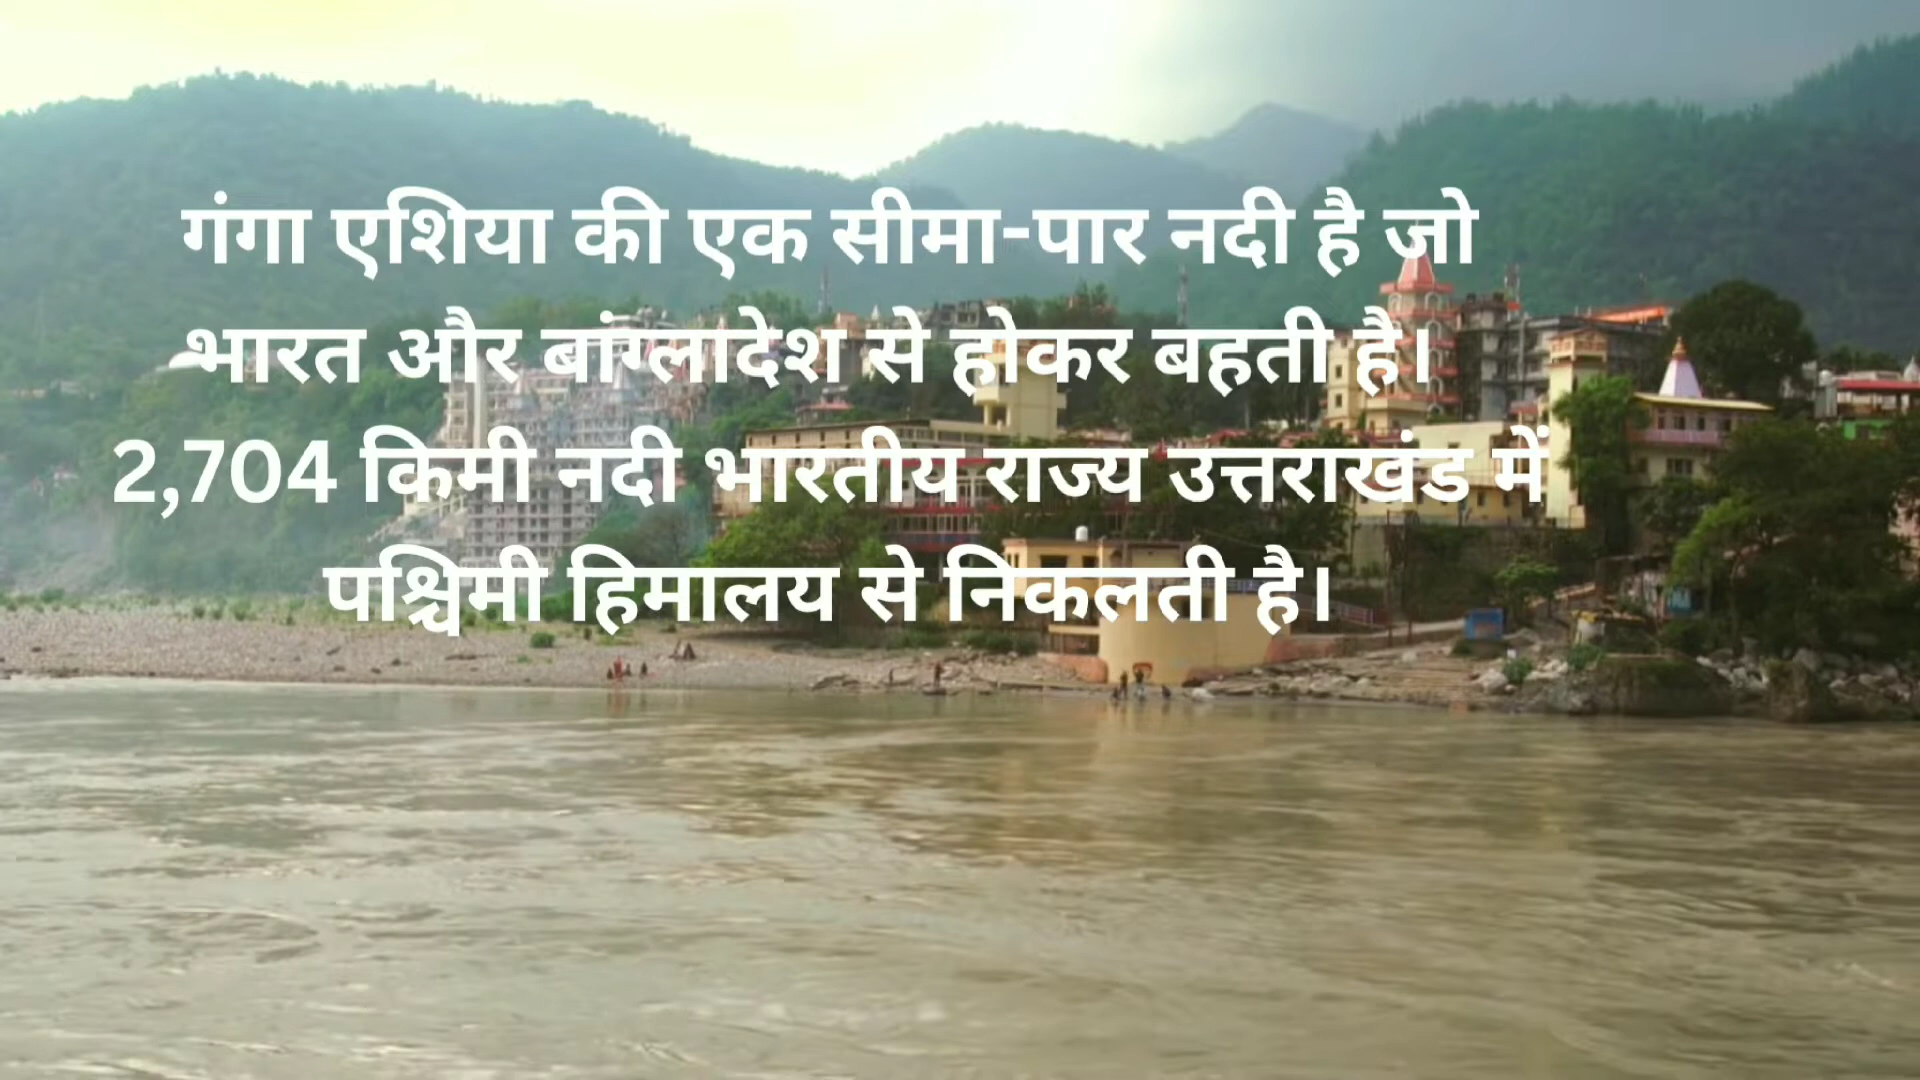 गंगा एशिया की एक सीमा-पार नदी है जो
भारत और बांग्लादेश से होकर बहती है।
2,704 किमी नदी भारतीय राज्य उत्तराखंड में
पश्चिमी हिमालय से निकलती है।